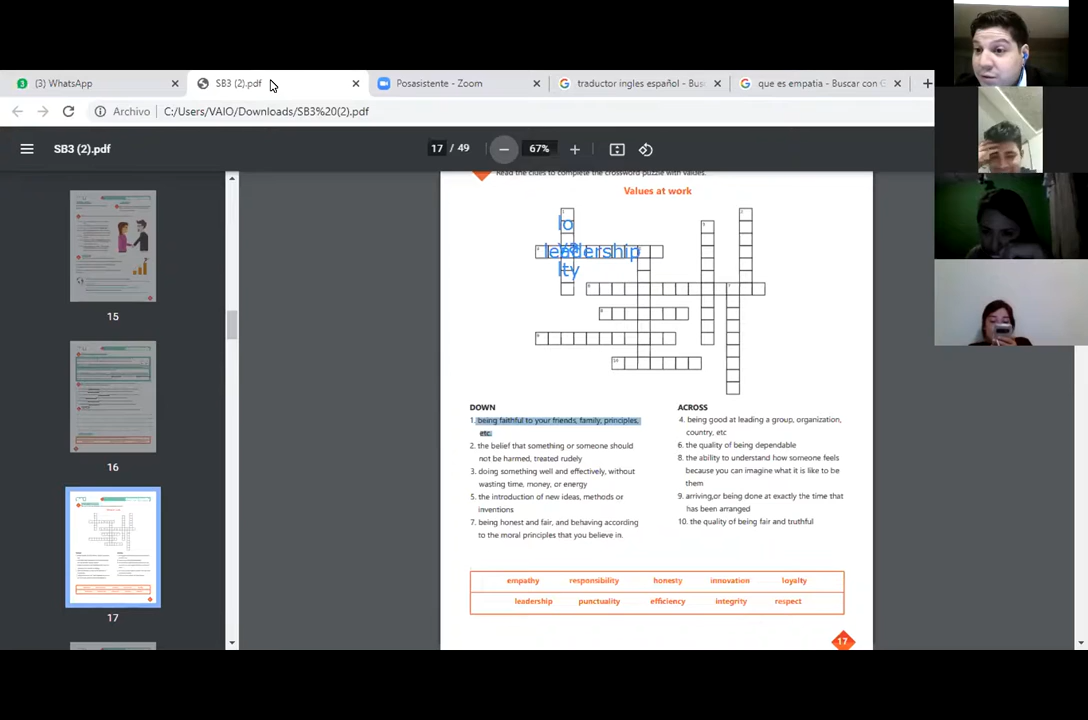 (3) WhatsApp
SB3 (2).pdf
Posasistente - Zoom
traductor ingles español - Bus
que es empatia - Buscar con G
Archivo
C:/Users/VAIO/Downloads/SB3%20(2).pdf
SB3 (2).pdf
17 / 49
67%
Read the clues to complete the crossword puzzle with values.
Values at work
lo
ya
leadership
lty
DOWN
1. being faithful to your friends, family, principles,
etc.
2. the belief that something or someone should
not be harmed, treated rudely
3. doing something well and effectively, without
wasting time, money, or energy
5. the introduction of new ideas, methods or
inventions
7. being honest and fair, and behaving according
to the moral principles that you believe in.
ACROSS
4. being good at leading a group, organization,
country, etc
6. the quality of being dependable
8. the ability to understand how someone feels
because you can imagine what it is like to be
them
9. arriving,or being done at exactly the time that
has been arranged
10. the quality of being fair and truthful
empathy responsibility honesty innovation loyalty
leadership punctuality efficiency integrity respect
17
15
16
17